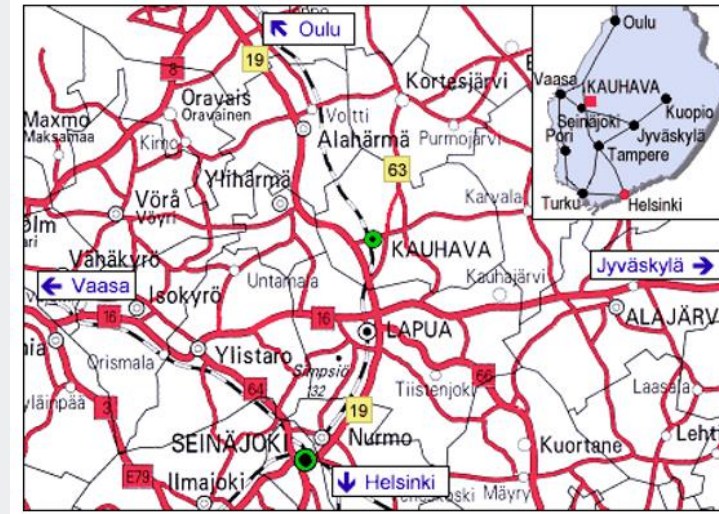 Oulu
19
8
Kortesjärvi
Oravais
Oravainen
Voltti
Maxmo
Maksamaa
Kimo
Alahärmä
Purmojärvi
63
Ylihärmä
Karvala
Vörå
Vöyri
KAUHAVA
Vähäkyrö
Untamala
Kauhajärvi
Jyväskylä
Vaasa
Isokyrö
16
16
LAPUA
ALAJÄRV
Orismala
Ylistaro
Simpsiö
132
Tiistenjoki
66
Laasala
3
64
19
SEINÄJOKI
Nurmo
Kuortane
Lehti
E79
Ilmajoki
Helsinki
Mäyry
Oulu
Vaasa
KAUHAVA
Seinäjoki
Kuopio
Pori
Jyväskylä
Tampere
Turku
Helsinki